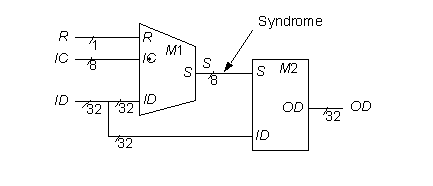 Syndrome
R 1 R
M1
IC 8 IC
S S 8 S
M2
ID 32 32 ID
OD 32 OD
32 ID